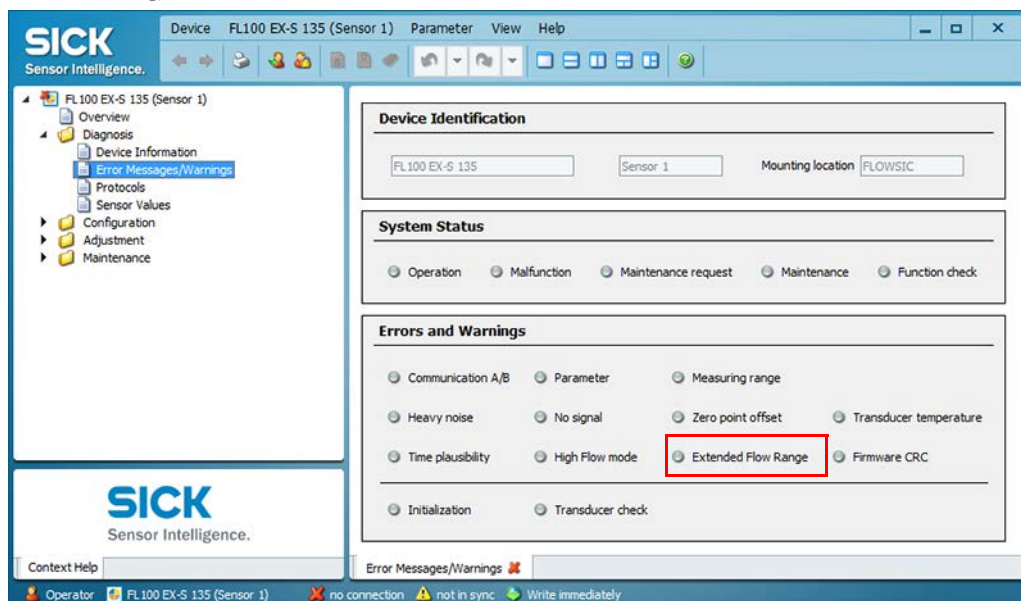 SICK
Sensor Intelligence.
Device FL100 EX-S 135 (Sensor 1) Parameter View Help
FL100 EX-S 135 (Sensor 1)
Overview
Diagnosis
Device Information
Error Messages/Warnings
Protocols
Sensor Values
Configuration
Adjustment
Maintenance
SICK
Sensor Intelligence.
Context Help
Device Identification
FL100 EX-S 135 Sensor 1 Mounting location FLOWSIC
System Status
Operation Malfunction Maintenance request Maintenance Function check
Errors and Warnings
Communication A/B Parameter Measuring range
Heavy noise No signal Zero point offset Transducer temperature
Time plausibility High Flow mode Extended Flow Range Firmware CRC
Initialization Transducer check
Error Messages/Warnings
Operator FL100 EX-S 135 (Sensor 1) no connection not in sync Write immediately